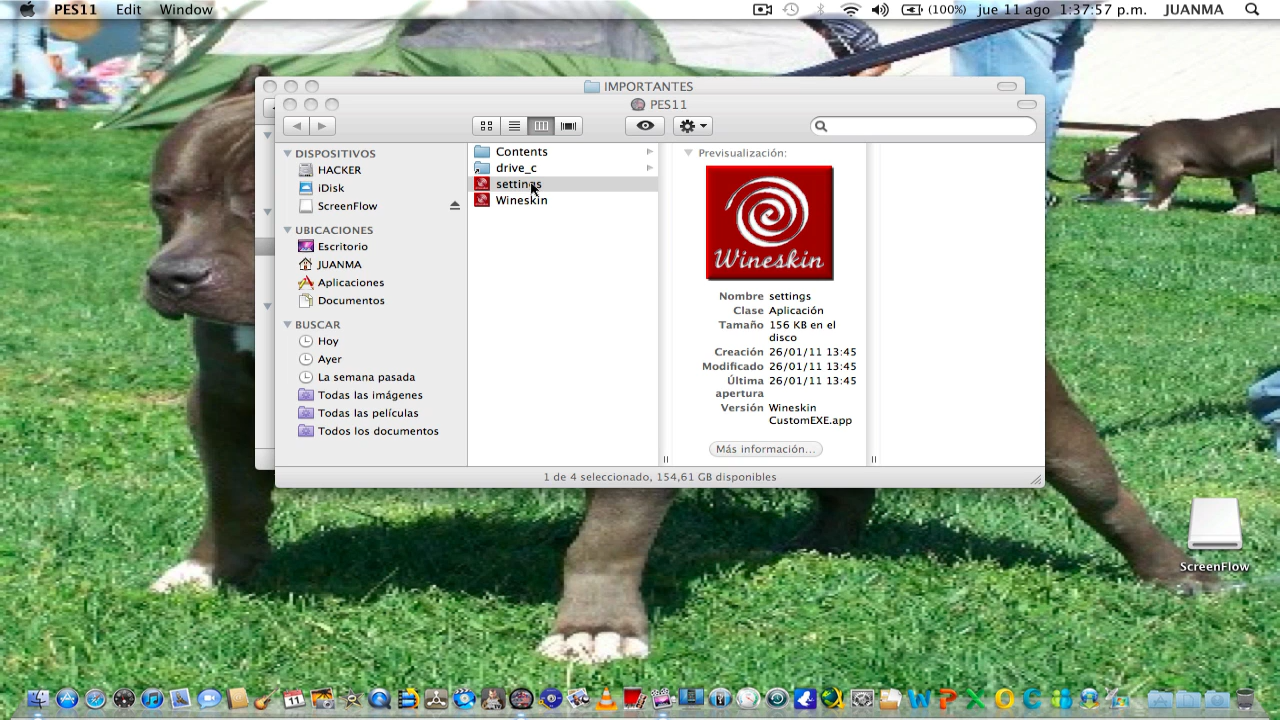 PES11 Edit Window (100%) jue 11 ago 1:37:57 p.m. JUANMA
IMPORTANTES
PES11
DISPOSITIVOS
HACKER
iDisk
ScreenFlow
UBICACIONES
Escritorio
JUANMA
Aplicaciones
Documentos
BUSCAR
Hoy
Ayer
La semana pasada
Todas las imágenes
Todas las películas
Todos los documentos
Contents
drive_c
settings
Wineskin
Previsualización:
Wineskin
Nombre settings
Clase Aplicación
Tamaño 156 KB en el
disco
Creación 26/01/11 13:45
Modificado 26/01/11 13:45
Última 26/01/11 13:45
apertura
Versión Wineskin
CustomEXE.app
Más información...
1 de 4 seleccionado, 154,61 GB disponibles
ScreenFlow
11